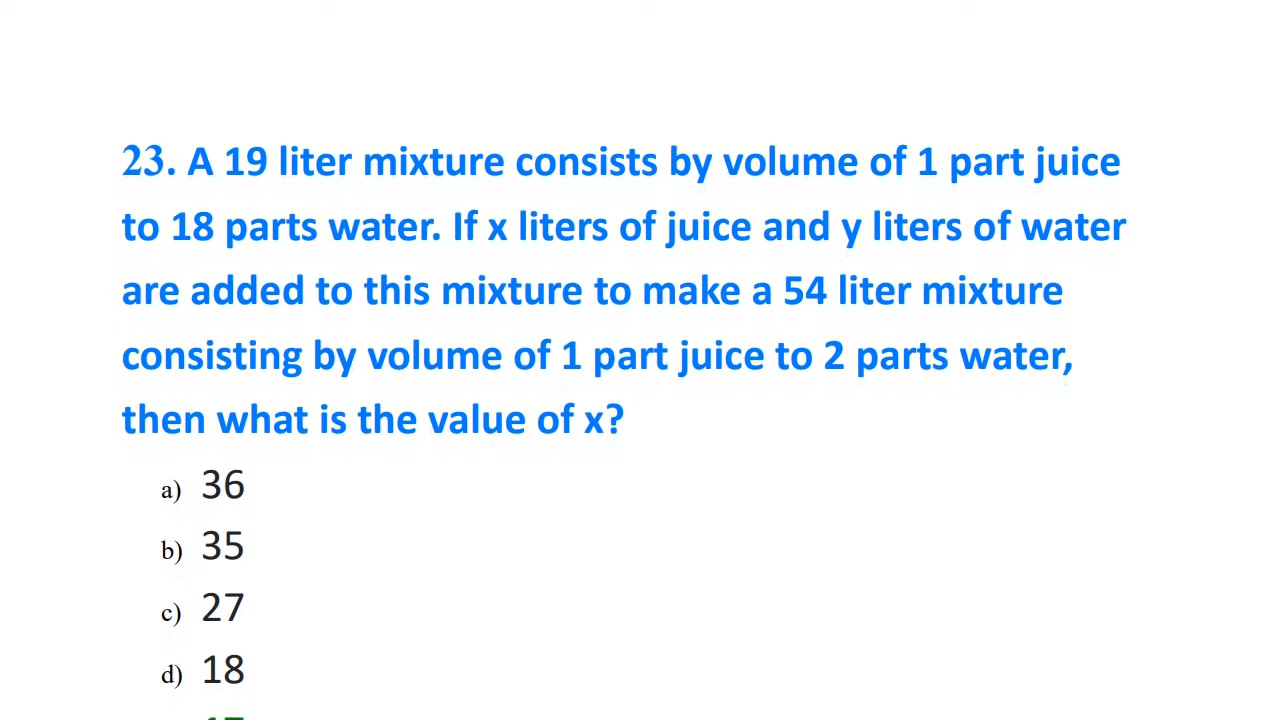 23. A 19 liter mixture consists by volume of 1 part juice
to 18 parts water. If x liters of juice and y liters of water
are added to this mixture to make a 54 liter mixture
consisting by volume of 1 part juice to 2 parts water,
then what is the value of x?
a) 36
b) 35
c) 27
d) 18